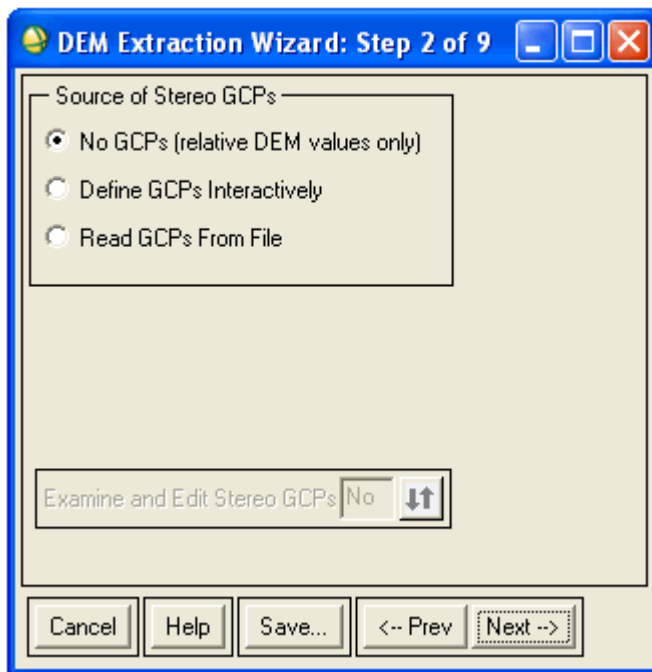 DEM Extraction Wizard: Step 2 of 9
Source of Stereo GCPs
No GCPs (relative DEM values only)
Define GCPs Interactively
Read GCPs From File
Examine and Edit Stereo GCPs No
Cancel Help Save... <-- Prev Next -->